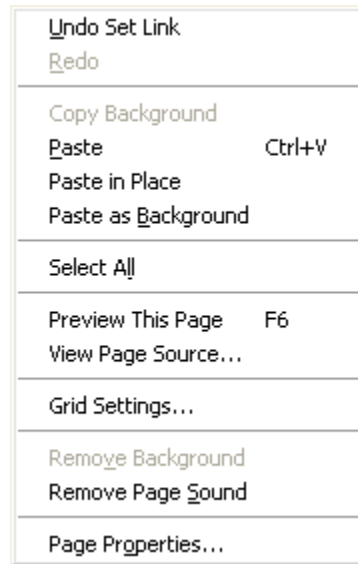 Undo Set Link
Redo
Copy Background
Paste Ctrl+V
Paste in Place
Paste as Background
Select All
Preview This Page F6
View Page Source...
Grid Settings...
Remove Background
Remove Page Sound
Page Properties...